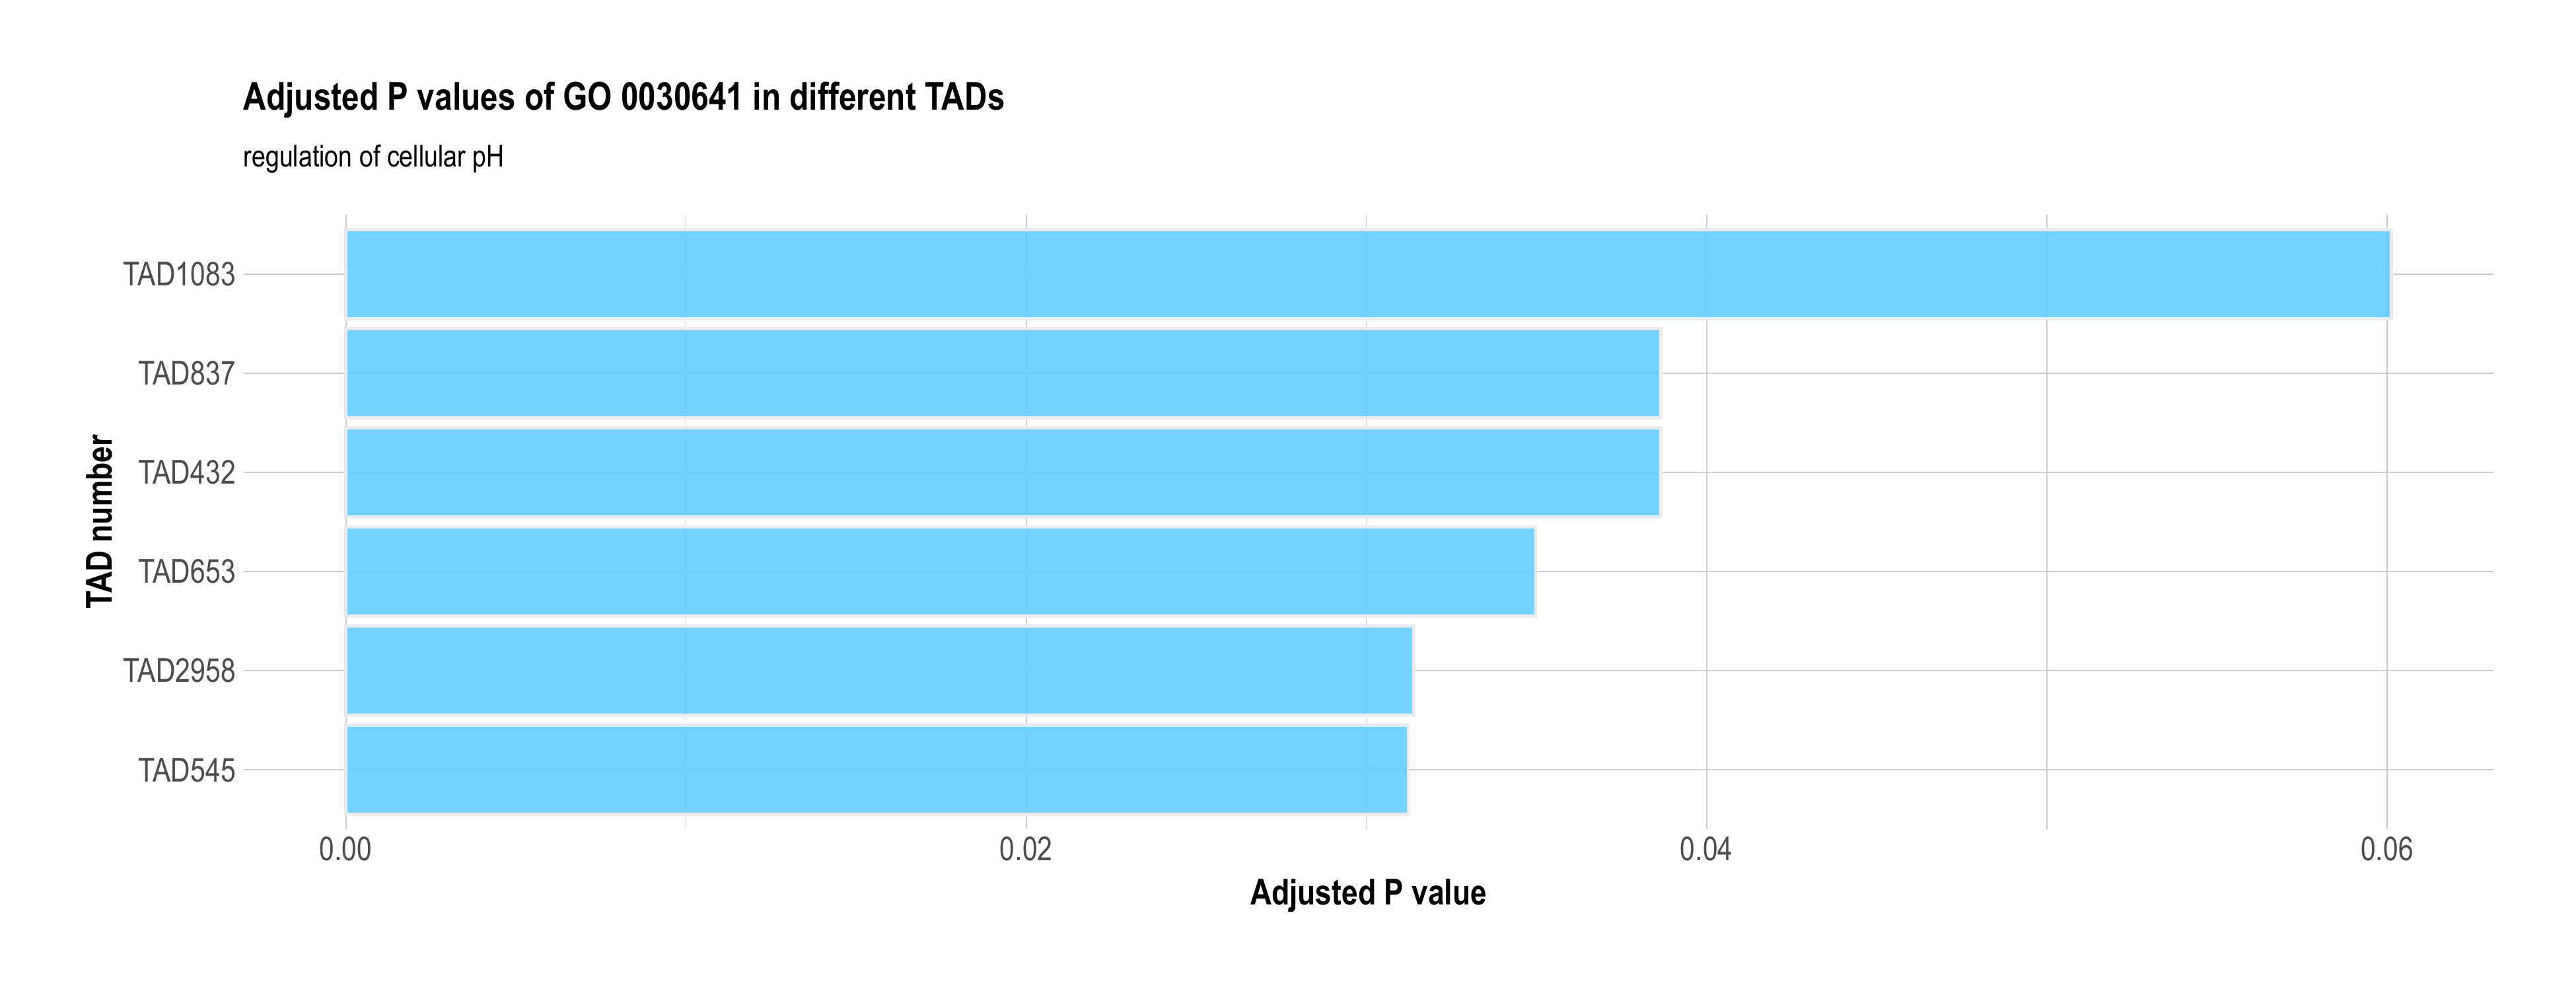 Adjusted P values of GO 0030641 in different TADs
regulation of cellular pH
TAD number
TAD1083
TAD837
TAD432
TAD653
TAD2958
TAD545
0.00 0.02 0.04 0.06
Adjusted P value